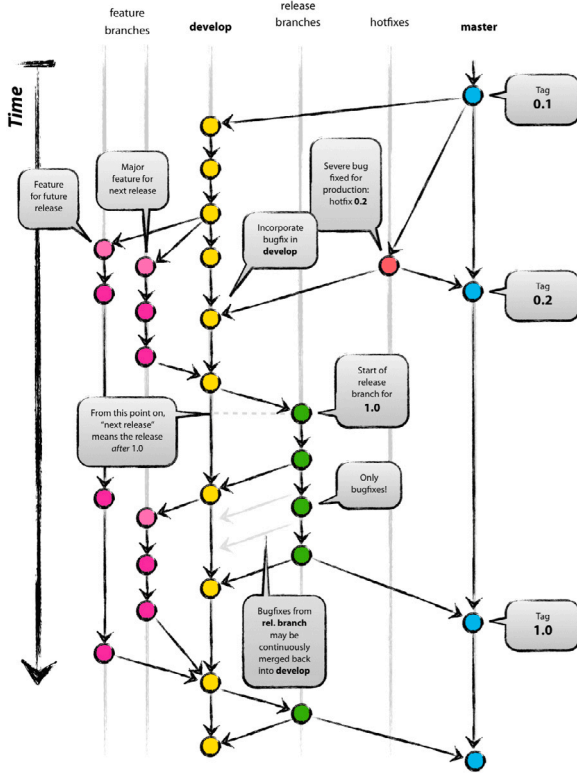 feature
branches
develop
release
branches
hotfixes
master
Time
Tag
0.1
Major
feature for
next release
Feature
for future
release
Severe bug
fixed for
production:
hotfix 0.2
Incorporate
bugfix in
develop
Tag
0.2
Start of
release
branch for
1.0
From this point on,
“next release”
means the release
after 1.0
Only
bugfixes!
Bugfixes from
rel. branch
may be
continuously
merged back
into develop
Tag
1.0